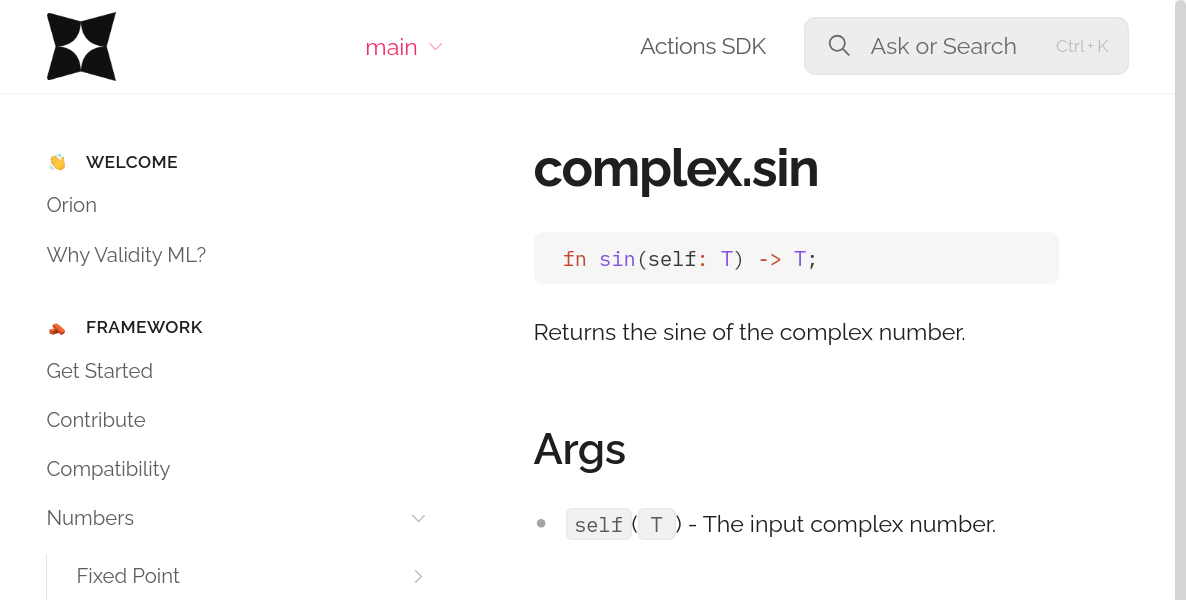 main
Actions SDK
Ask or Search
Ctrl + K
WELCOME
Orion
Why Validity ML?
FRAMEWORK
Get Started
Contribute
Compatibility
Numbers
Fixed Point
complex.sin
fn sin(self: T) -> T;
Returns the sine of the complex number.
Args
self(T) - The input complex number.